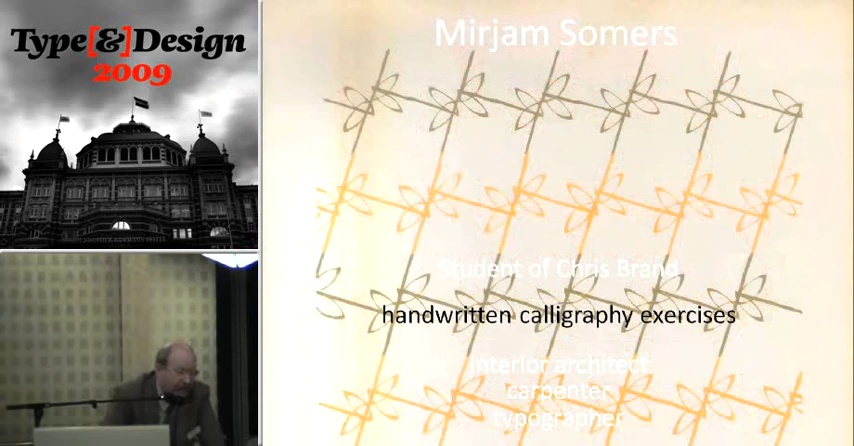 Type[&]Design
2009
Mirjam Somers
Student of Chris Brand
handwritten calligraphy exercises
interior architect
carpenter
typographer